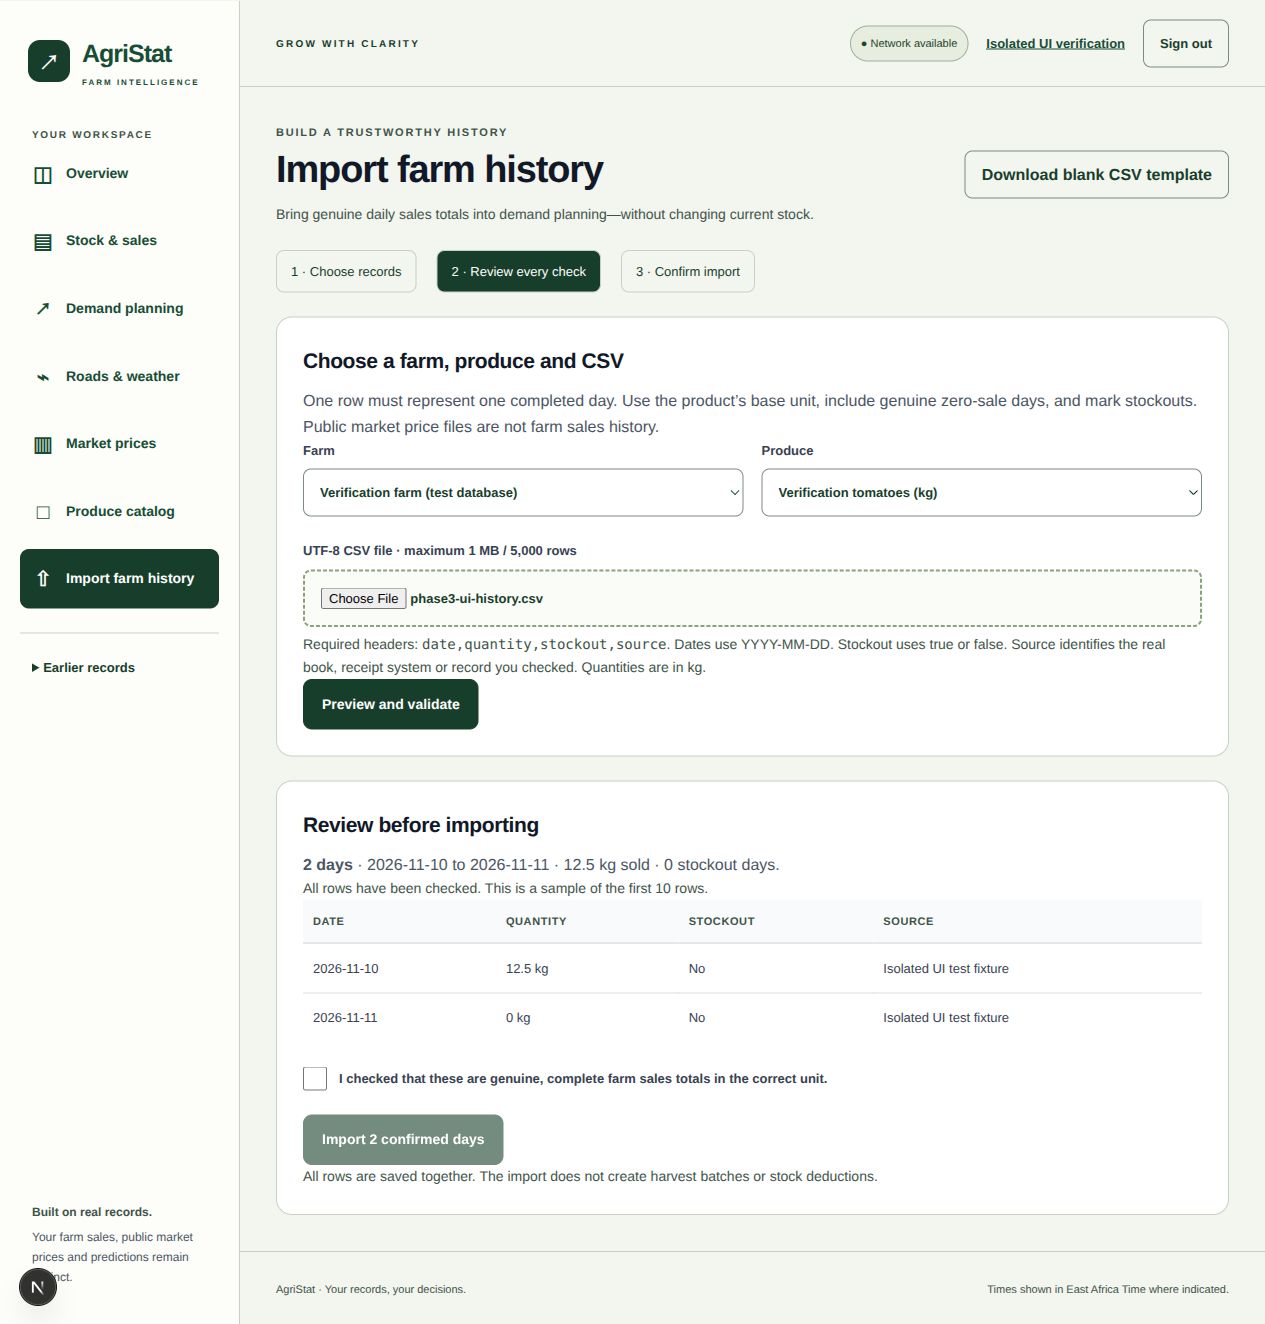 AgriStat
FARM INTELLIGENCE
YOUR WORKSPACE
Overview
Stock & sales
Demand planning
Roads & weather
Market prices
Produce catalog
Import farm history
Earlier records
Built on real records.
Your farm sales, public market
prices and predictions remain
nct.
GROW WITH CLARITY
● Network available
Isolated UI verification
Sign out
BUILD A TRUSTWORTHY HISTORY
Import farm history
Download blank CSV template
Bring genuine daily sales totals into demand planning—without changing current stock.
1 · Choose records
2 · Review every check
3 · Confirm import
Choose a farm, produce and CSV
One row must represent one completed day. Use the product’s base unit, include genuine zero-sale days, and mark stockouts.
Public market price files are not farm sales history.
Farm
Produce
Verification farm (test database)
Verification tomatoes (kg)
UTF-8 CSV file · maximum 1 MB / 5,000 rows
Choose File phase3-ui-history.csv
Required headers: date,quantity,stockout,source. Dates use YYYY-MM-DD. Stockout uses true or false. Source identifies the real
book, receipt system or record you checked. Quantities are in kg.
Preview and validate
Review before importing
2 days · 2026-11-10 to 2026-11-11 · 12.5 kg sold · 0 stockout days.
All rows have been checked. This is a sample of the first 10 rows.
DATE QUANTITY STOCKOUT SOURCE
2026-11-10 12.5 kg No Isolated UI test fixture
2026-11-11 0 kg No Isolated UI test fixture
I checked that these are genuine, complete farm sales totals in the correct unit.
Import 2 confirmed days
All rows are saved together. The import does not create harvest batches or stock deductions.
AgriStat · Your records, your decisions.
Times shown in East Africa Time where indicated.